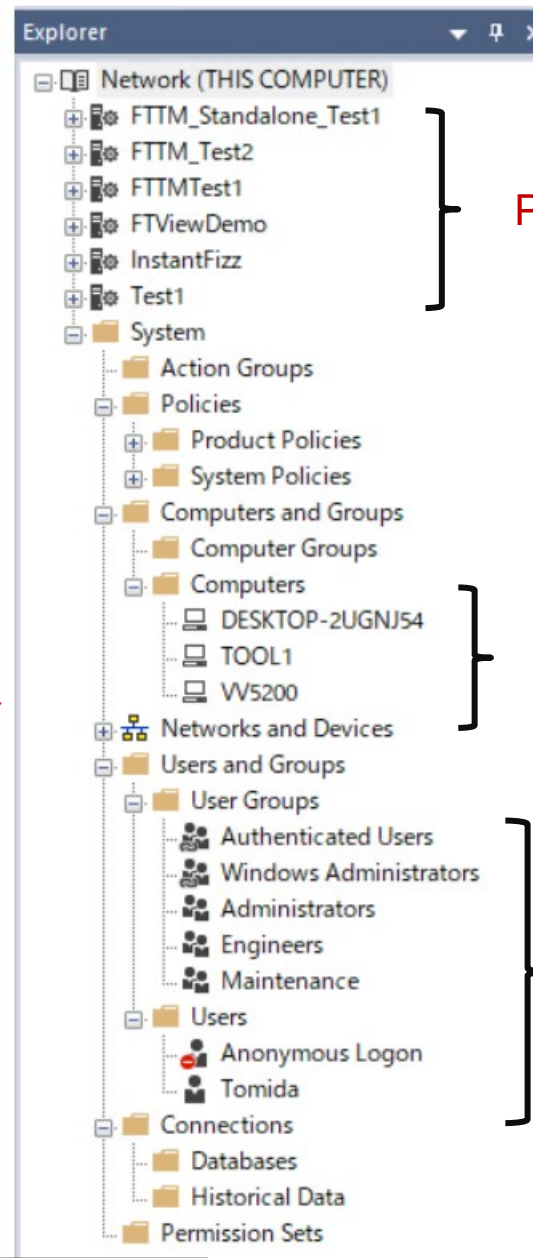 Explorer
Network (THIS COMPUTER)
FTTM_Standalone_Test1
FTTM_Test2
FTTMTest1
FTViewDemo
InstantFizz
Test1
System
Action Groups
Policies
Product Policies
System Policies
Computers and Groups
Computer Groups
Computers
DESKTOP-2UGNJ54
TOOL1
VV5200
Networks and Devices
Users and Groups
User Groups
Authenticated Users
Windows Administrators
Administrators
Engineers
Maintenance
Users
Anonymous Logon
Tomida
Connections
Databases
Historical Data
Permission Sets